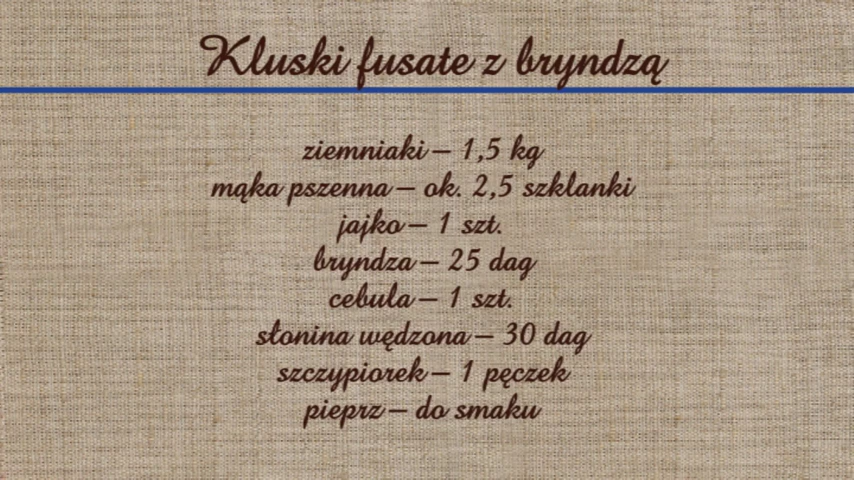 Kluski fusate z bryndzą
ziemniaki – 1,5 kg
mąka pszenna – ok. 2,5 szklanki
jajko – 1 szt.
bryndza – 25 dag
cebula – 1 szt.
słonina wędzona – 30 dag
szczypiorek – 1 pęczek
pieprz – do smaku